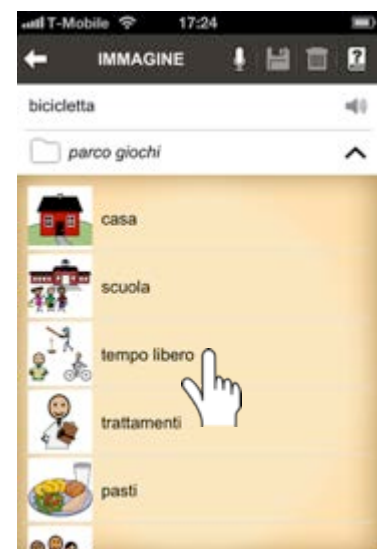 T-Mobile 17:24
IMMAGINE
bicicletta
parco giochi
casa
scuola
tempo libero
trattamenti
pasti